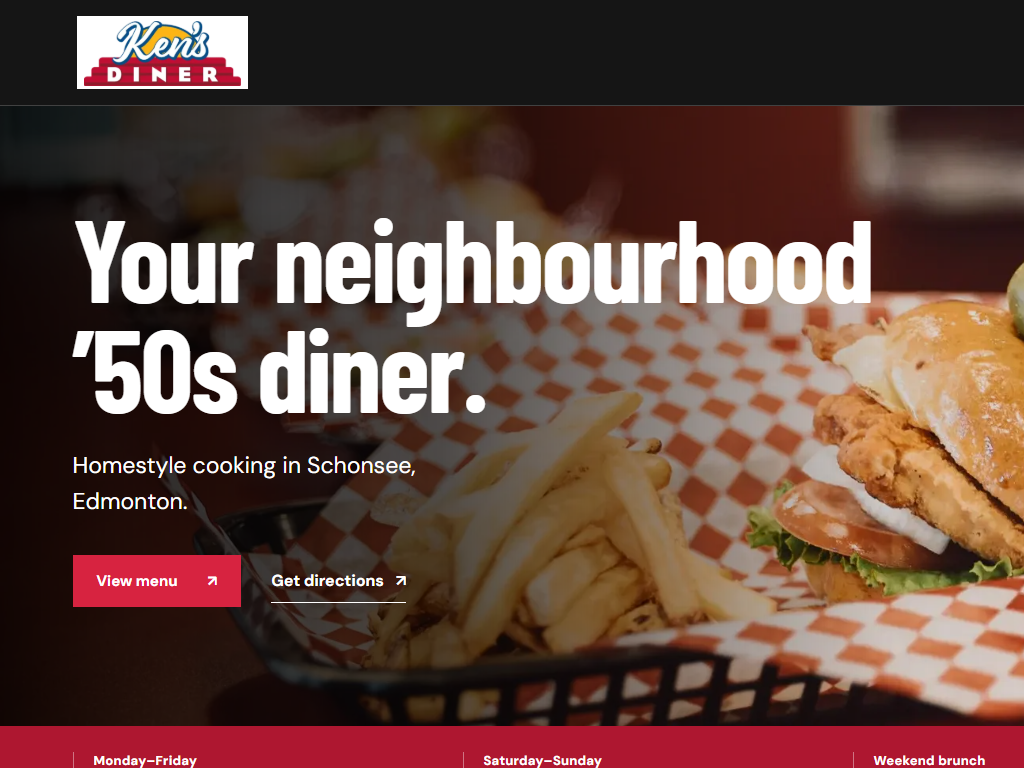 Ken's
DINER
Your neighbourhood
’50s diner.
Homestyle cooking in Schonsee,
Edmonton.
View menu
Get directions
Monday–Friday
Saturday–Sunday
Weekend brunch